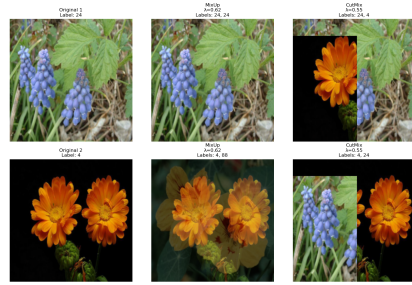 Original 1
Label: 24
MixUp
λ=0.62
Labels: 24, 24
CutMix
λ=0.55
Labels: 24, 4
Original 2
Label: 4
MixUp
λ=0.62
Labels: 4, 88
CutMix
λ=0.55
Labels: 4, 24